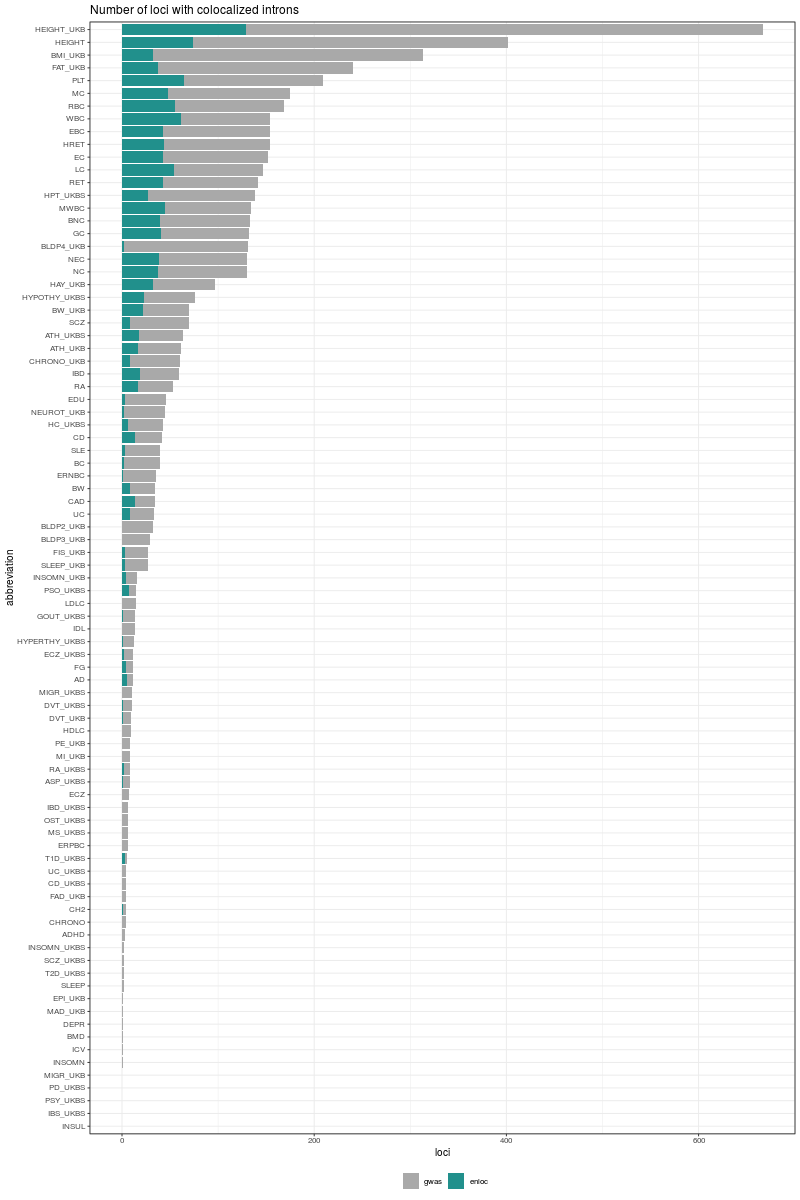 Number of loci with colocalized introns
HEIGHT_UKB
HEIGHT
BMI_UKB
FAT_UKB
PLT
MC
RBC
WBC
EBC
HRET
EC
LC
RET
HPT_UKBS
MWBC
BNC
GC
BLDP4_UKB
NEC
NC
HAY_UKB
HYPOTHY_UKBS
BW_UKB
SCZ
ATH_UKBS
ATH_UKB
CHRONO_UKB
IBD
RA
EDU
NEUROT_UKB
HC_UKBS
CD
SLE
BC
ERNBC
BW
CAD
UC
BLDP2_UKB
BLDP3_UKB
FIS_UKB
SLEEP_UKB
INSOMN_UKB
PSO_UKBS
LDLC
GOUT_UKBS
IDL
HYPERTHY_UKBS
ECZ_UKBS
FG
AD
MIGR_UKBS
DVT_UKBS
DVT_UKB
HDLC
PE_UKB
MI_UKB
RA_UKBS
ASP_UKBS
ECZ
IBD_UKBS
OST_UKBS
MS_UKBS
ERPBC
T1D_UKBS
UC_UKBS
CD_UKBS
FAD_UKB
CH2
CHRONO
ADHD
INSOMN_UKBS
SCZ_UKBS
T2D_UKBS
SLEEP
EPI_UKB
MAD_UKB
DEPR
BMD
ICV
INSOMN
MIGR_UKB
PD_UKBS
PSY_UKBS
IBS_UKBS
INSUL
abbreviation
0 200 400 600
loci
gwas enloc